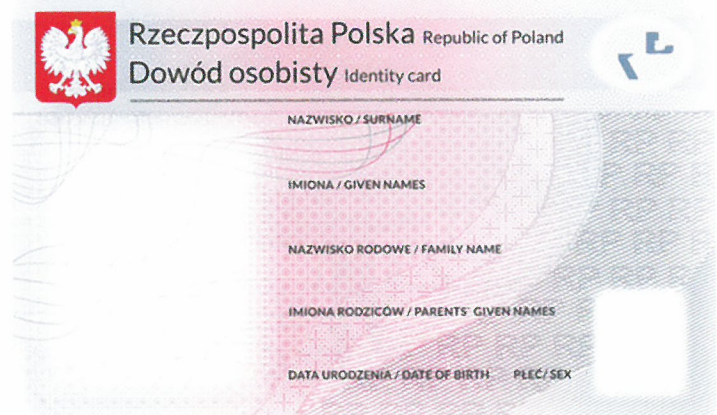 Rzeczpospolita Polska Republic of Poland
Dowód osobisty Identity card
NAZWISKO / SURNAME
IMIONA / GIVEN NAMES
NAZWISKO RODOWE / FAMILY NAME
IMIONA RODZICÓW / PARENTS' GIVEN NAMES
DATA URODZENIA / DATE OF BIRTH PŁEĆ / SEX